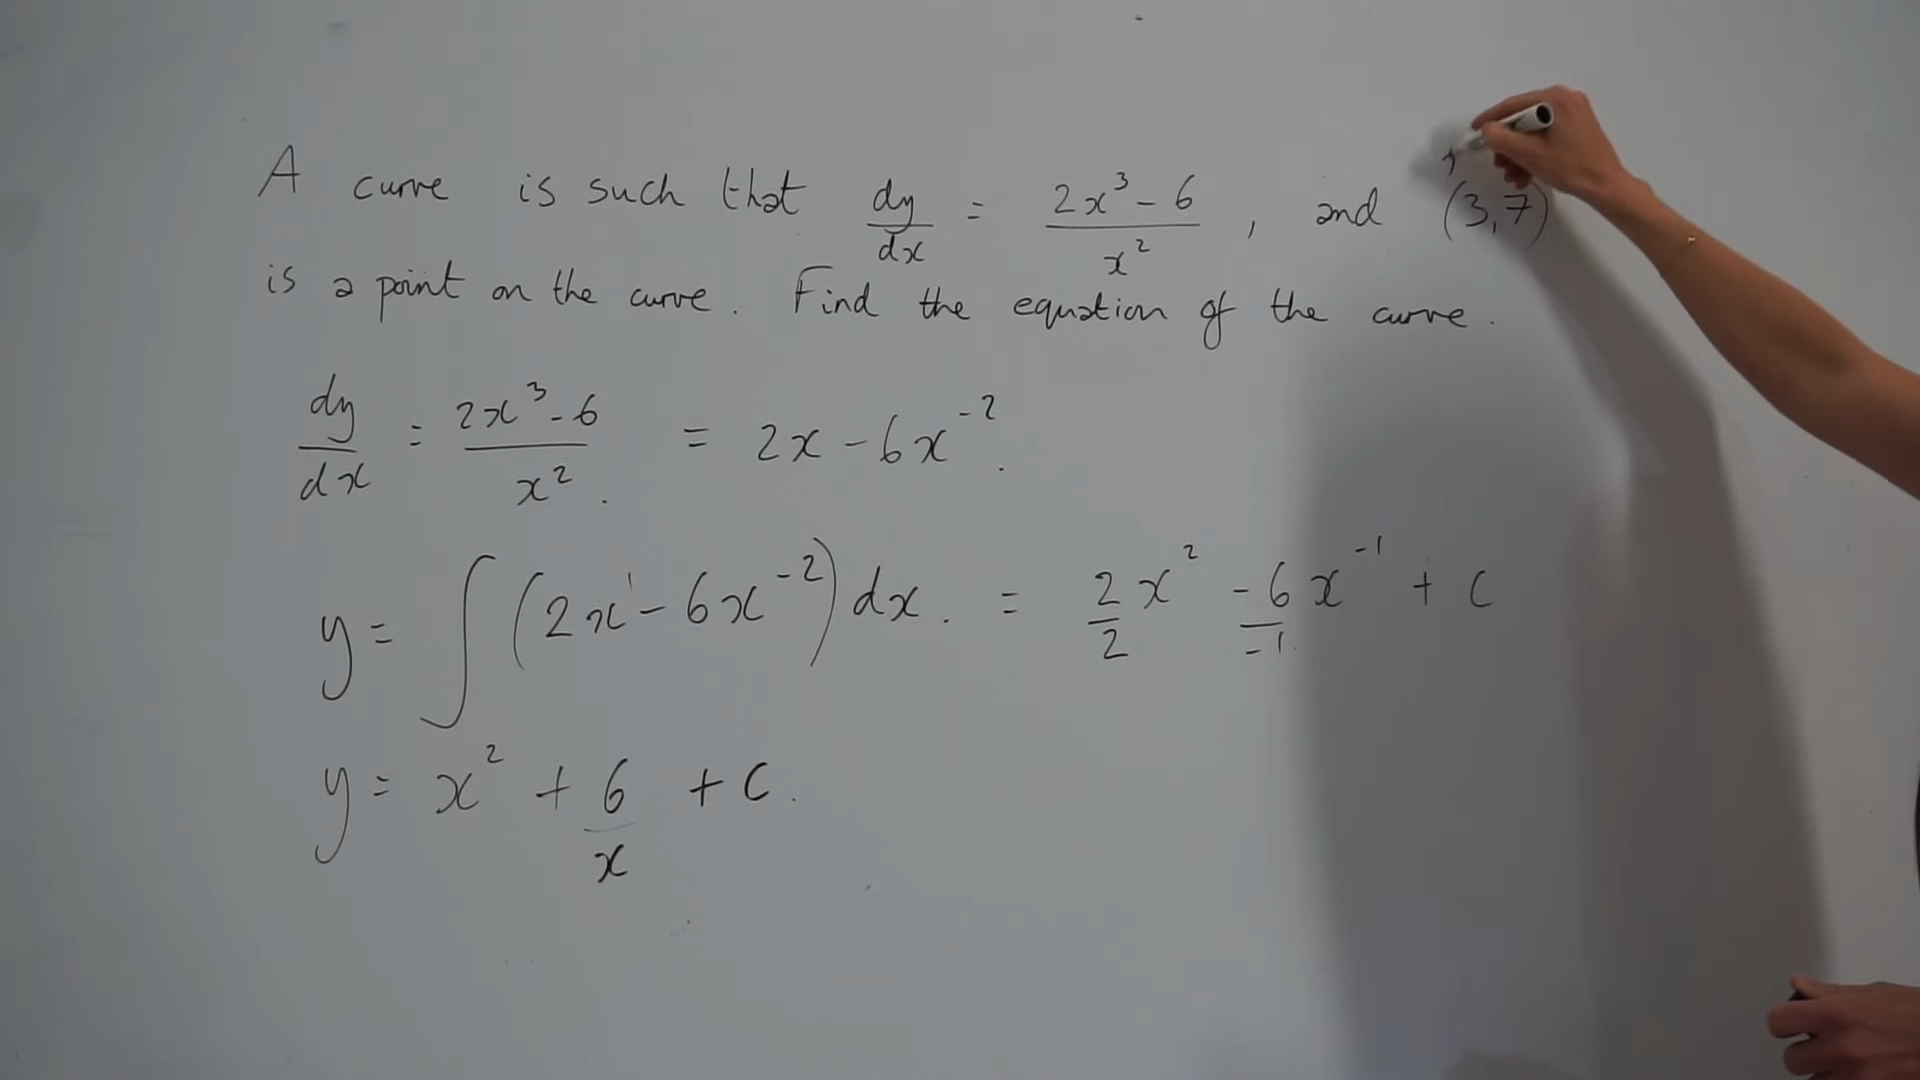 A curve is such that dy/dx = (2x³ - 6)/x², and (3,7)
is a point on the curve. Find the equation of the curve.
dy/dx = (2x³ - 6)/x². = 2x - 6x⁻².
y = ∫(2x¹ - 6x⁻²)dx. = 2/2 x² - 6/-1. x⁻¹ + c
y = x² + 6/x + c.